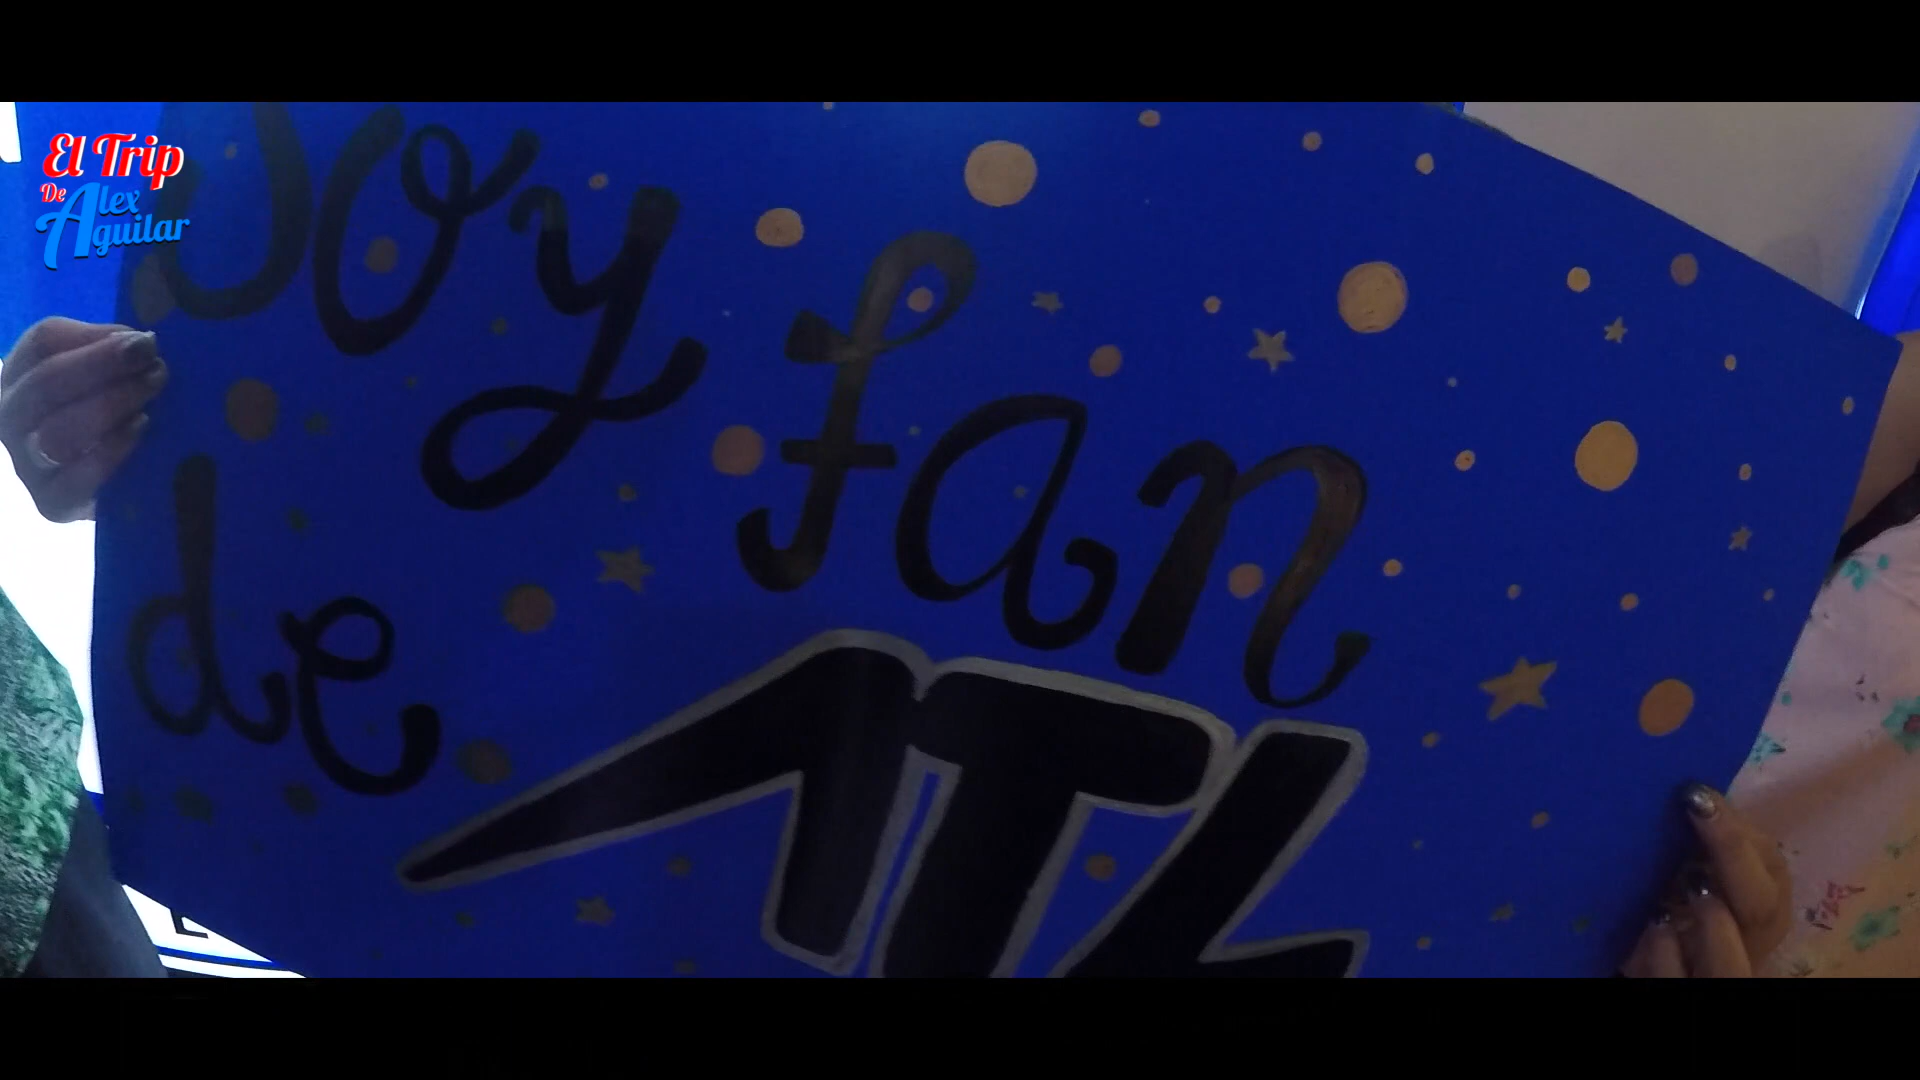 El Trip
De Alex
Aguilar
Soy fan
de